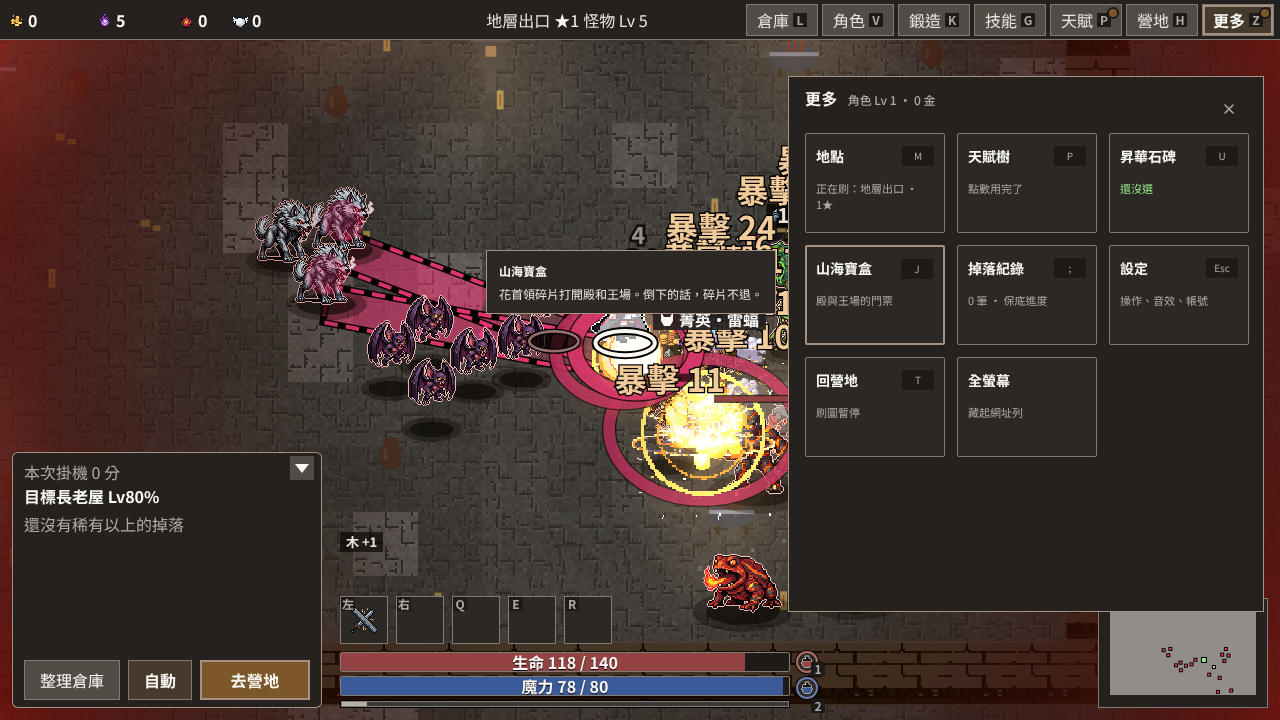 0
5
0
0
地層出口 ★1 怪物 Lv 5
倉庫 L
角色 V
鍛造 K
技能 G
天賦 P
營地 H
更多 Z
更多 角色 Lv 1 · 0 金
×
地點 M
正在刷：地層出口 ·
1★
天賦樹 P
點數用完了
昇華石碑 U
還沒選
山海寶盒 J
殿與王場的門票
掉落紀錄 ;
0 筆 · 保底進度
設定 Esc
操作、音效、帳號
回營地 T
刷圖暫停
全螢幕
藏起網址列
暴擊
暴擊 24
4
山海寶盒
花首領碎片打開殿和王場。倒下的話，碎片不退。
菁英·雷蝠
暴擊 10
暴擊 11
本次掛機 0 分
目標長老屋 Lv80%
還沒有稀有以上的掉落
整理倉庫
自動
去營地
木 +1
左
右
Q
E
R
生命 118 / 140
1
魔力 78 / 80
2